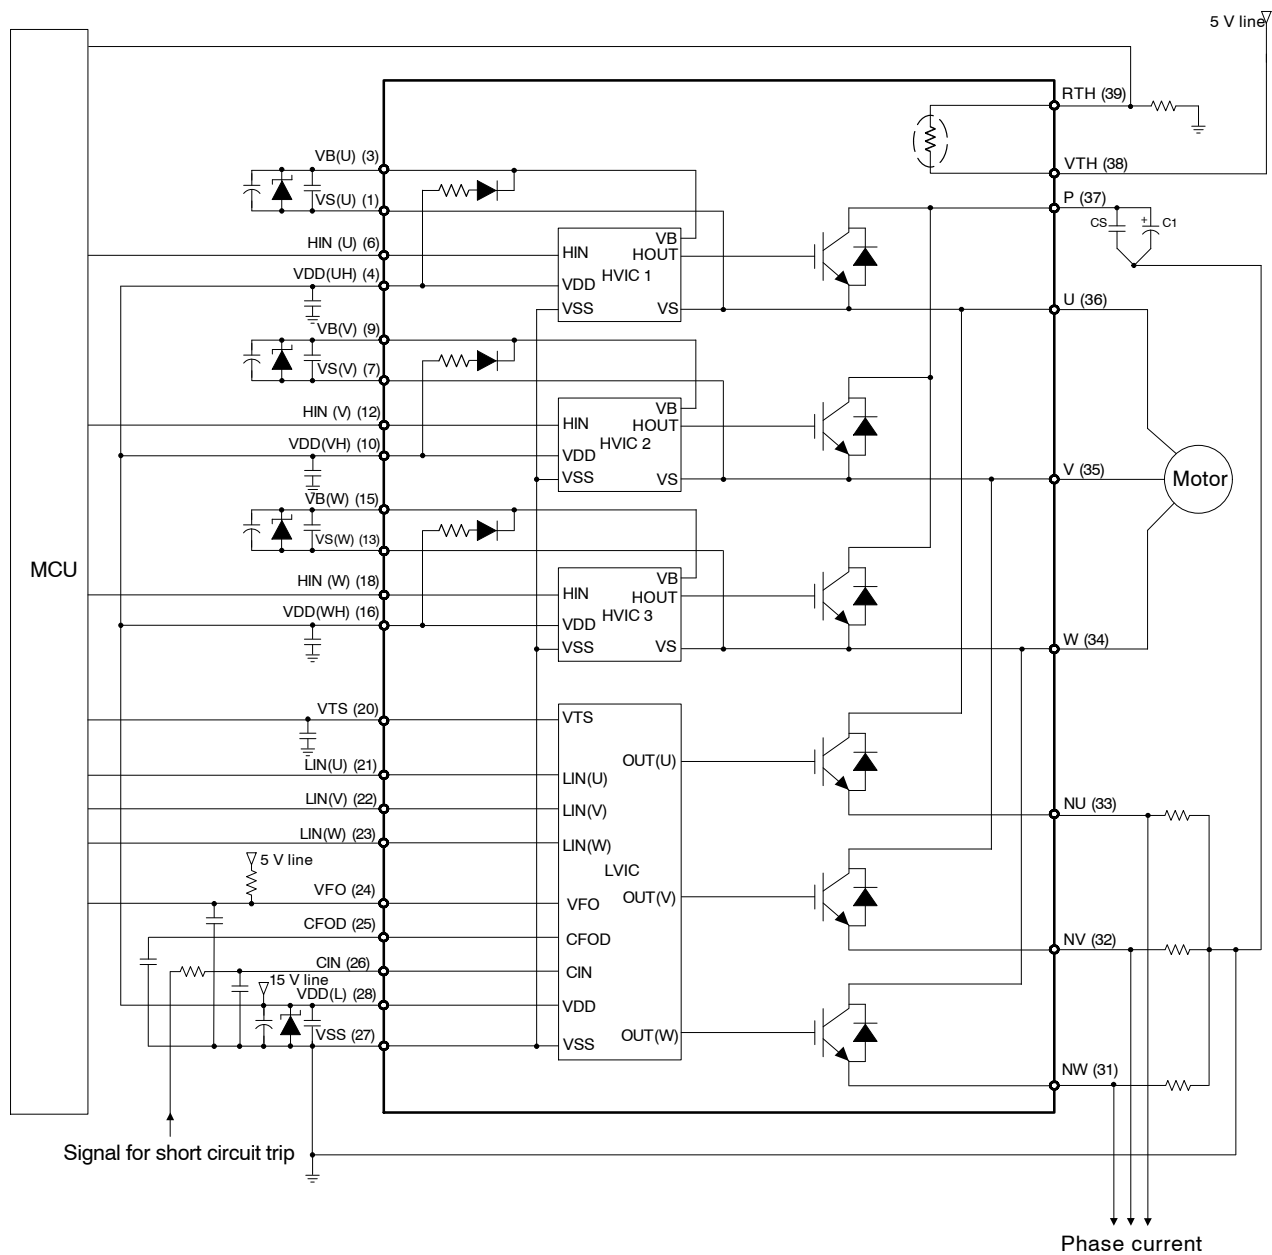 5 V line
RTH (39)
VTH (38)
P (37)
CS
+
C1
VB(U) (3)
VS(U) (1)
HIN (U) (6)
VDD(UH) (4)
HIN
VDD
VSS
VB
HOUT
HVIC 1
VS
U (36)
VB(V) (9)
VS(V) (7)
HIN (V) (12)
VDD(VH) (10)
HIN
VDD
VSS
VB
HOUT
HVIC 2
VS
V (35)
Motor
VB(W) (15)
VS(W) (13)
MCU
HIN (W) (18)
VDD(WH) (16)
HIN
VDD
VSS
VB
HOUT
HVIC 3
VS
W (34)
VTS (20)
LIN(U) (21)
LIN(V) (22)
LIN(W) (23)
5 V line
VFO (24)
CFOD (25)
CIN (26)
15 V line
VDD(L) (28)
VSS (27)
VTS
LIN(U)
LIN(V)
LIN(W)
LVIC
VFO
CFOD
CIN
VDD
VSS
OUT(U)
OUT(V)
OUT(W)
NU (33)
NV (32)
NW (31)
Signal for short circuit trip
Phase current